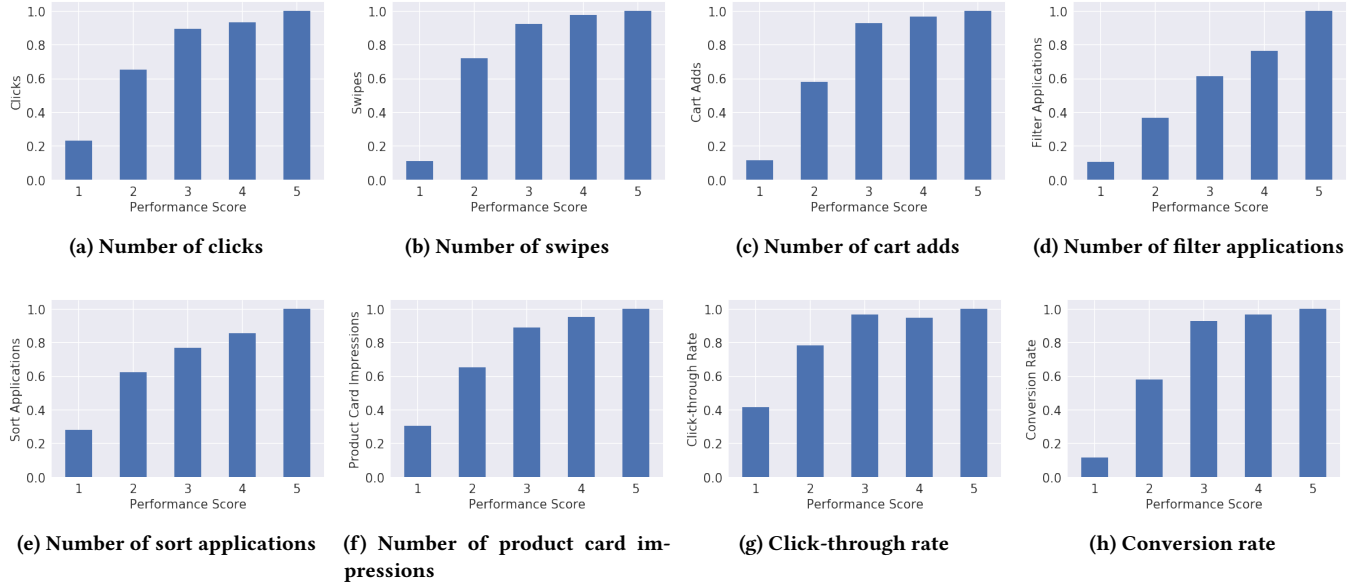 1.0
0.8
0.6
0.4
0.2
0.0
Clicks
1 2 3 4 5
Performance Score
(a) Number of clicks
1.0
0.8
0.6
0.4
0.2
0.0
Swipes
1 2 3 4 5
Performance Score
(b) Number of swipes
1.0
0.8
0.6
0.4
0.2
0.0
Cart Adds
1 2 3 4 5
Performance Score
(c) Number of cart adds
1.0
0.8
0.6
0.4
0.2
0.0
Filter Applications
1 2 3 4 5
Performance Score
(d) Number of filter applications
1.0
0.8
0.6
0.4
0.2
0.0
Sort Applications
1 2 3 4 5
Performance Score
(e) Number of sort applications
1.0
0.8
0.6
0.4
0.2
0.0
Product Card Impressions
1 2 3 4 5
Performance Score
(f) Number of product card im-
pressions
1.0
0.8
0.6
0.4
0.2
0.0
Click-through Rate
1 2 3 4 5
Performance Score
(g) Click-through rate
1.0
0.8
0.6
0.4
0.2
0.0
Conversion Rate
1 2 3 4 5
Performance Score
(h) Conversion rate